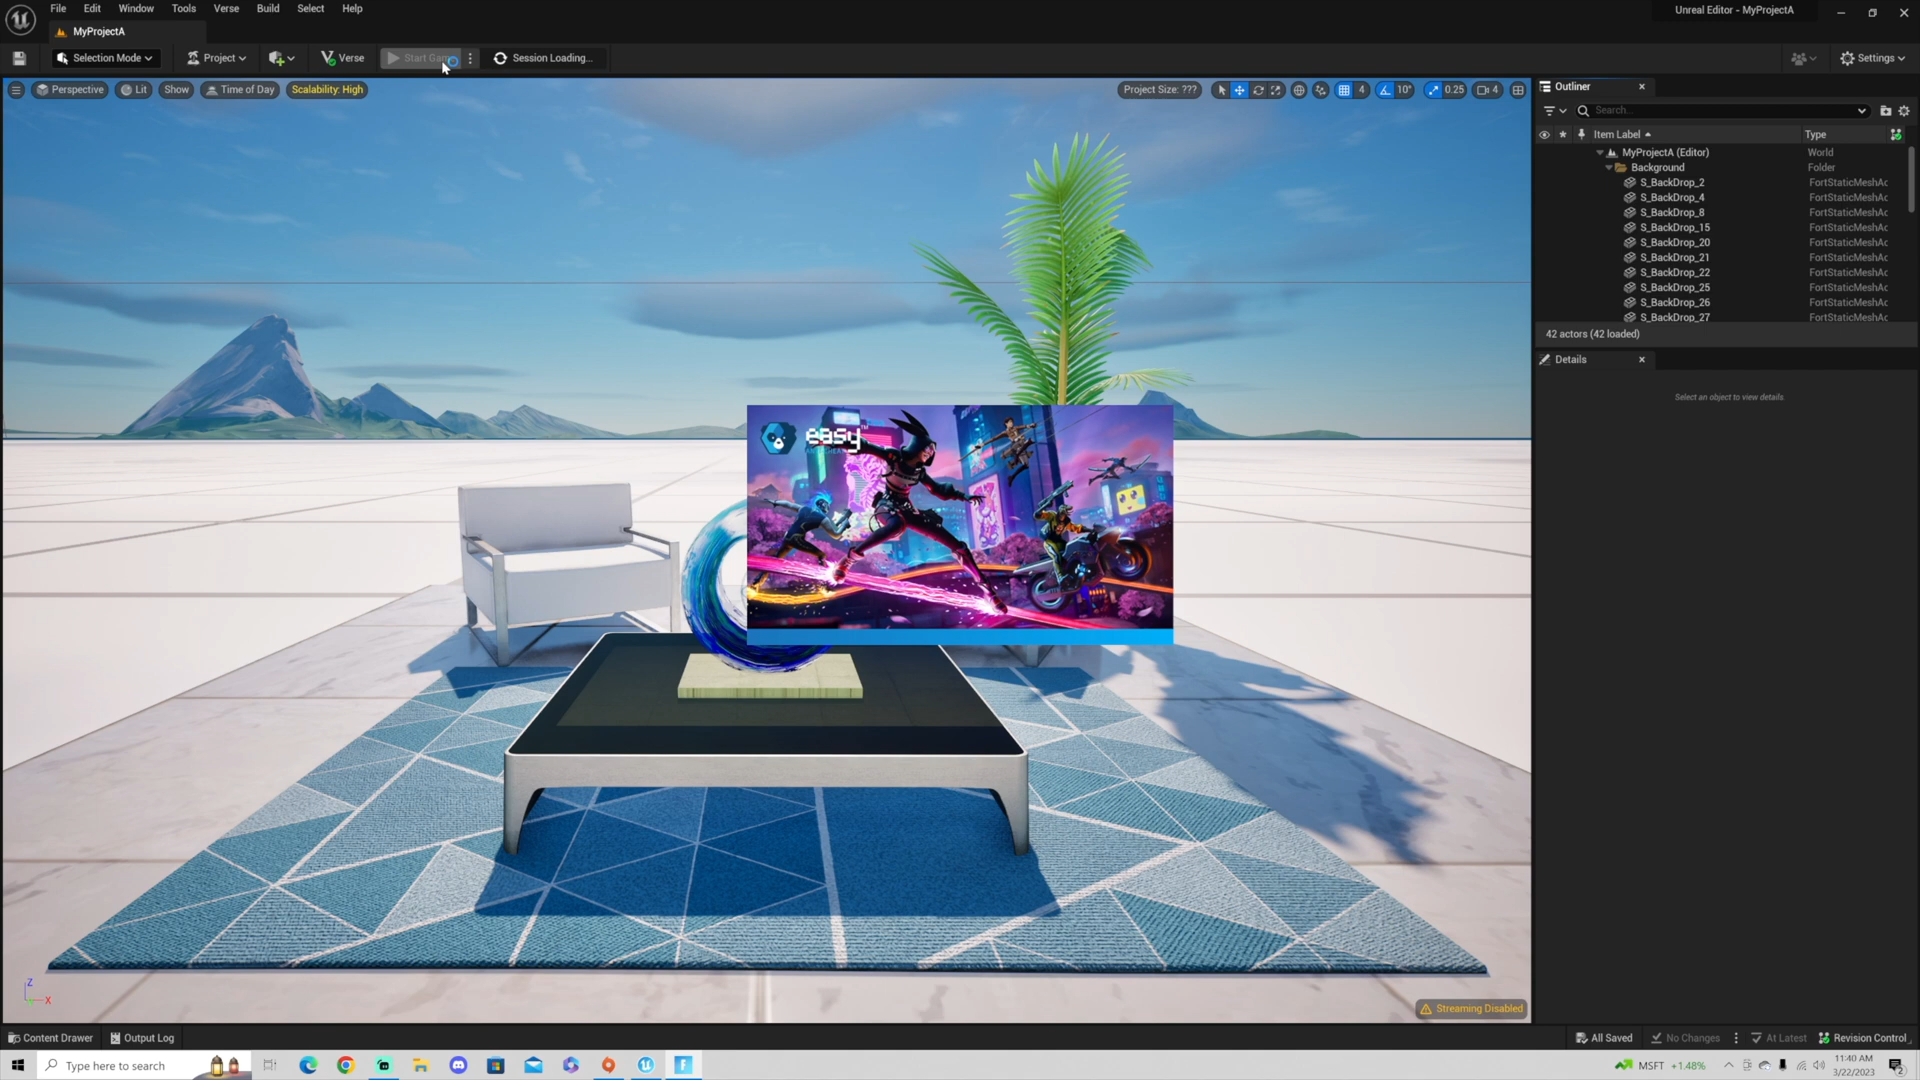 File Edit Window Tools Verse Build Select Help
Unreal Editor - MyProjectA
MyProjectA
Selection Mode
Project
Verse
Start Gam
Session Loading...
Settings
Perspective
Lit
Show
Time of Day
Scalability: High
Project Size: ???
4
10°
0.25
4
Outliner
Search...
Item Label
Type
MyProjectA (Editor) World
Background Folder
S_BackDrop_2 FortStaticMeshAc
S_BackDrop_4 FortStaticMeshAc
S_BackDrop_8 FortStaticMeshAc
S_BackDrop_15 FortStaticMeshAc
S_BackDrop_20 FortStaticMeshAc
S_BackDrop_21 FortStaticMeshAc
S_BackDrop_22 FortStaticMeshAc
S_BackDrop_25 FortStaticMeshAc
S_BackDrop_26 FortStaticMeshAc
S_BackDrop_27 FortStaticMeshAc
42 actors (42 loaded)
Details
Select an object to view details
easy™
Z
X
Streaming Disabled
Content Drawer
Output Log
All Saved
No Changes
At Latest
Revision Control
Type here to search
MSFT +1.48%
11:40 AM
3/22/2023
2